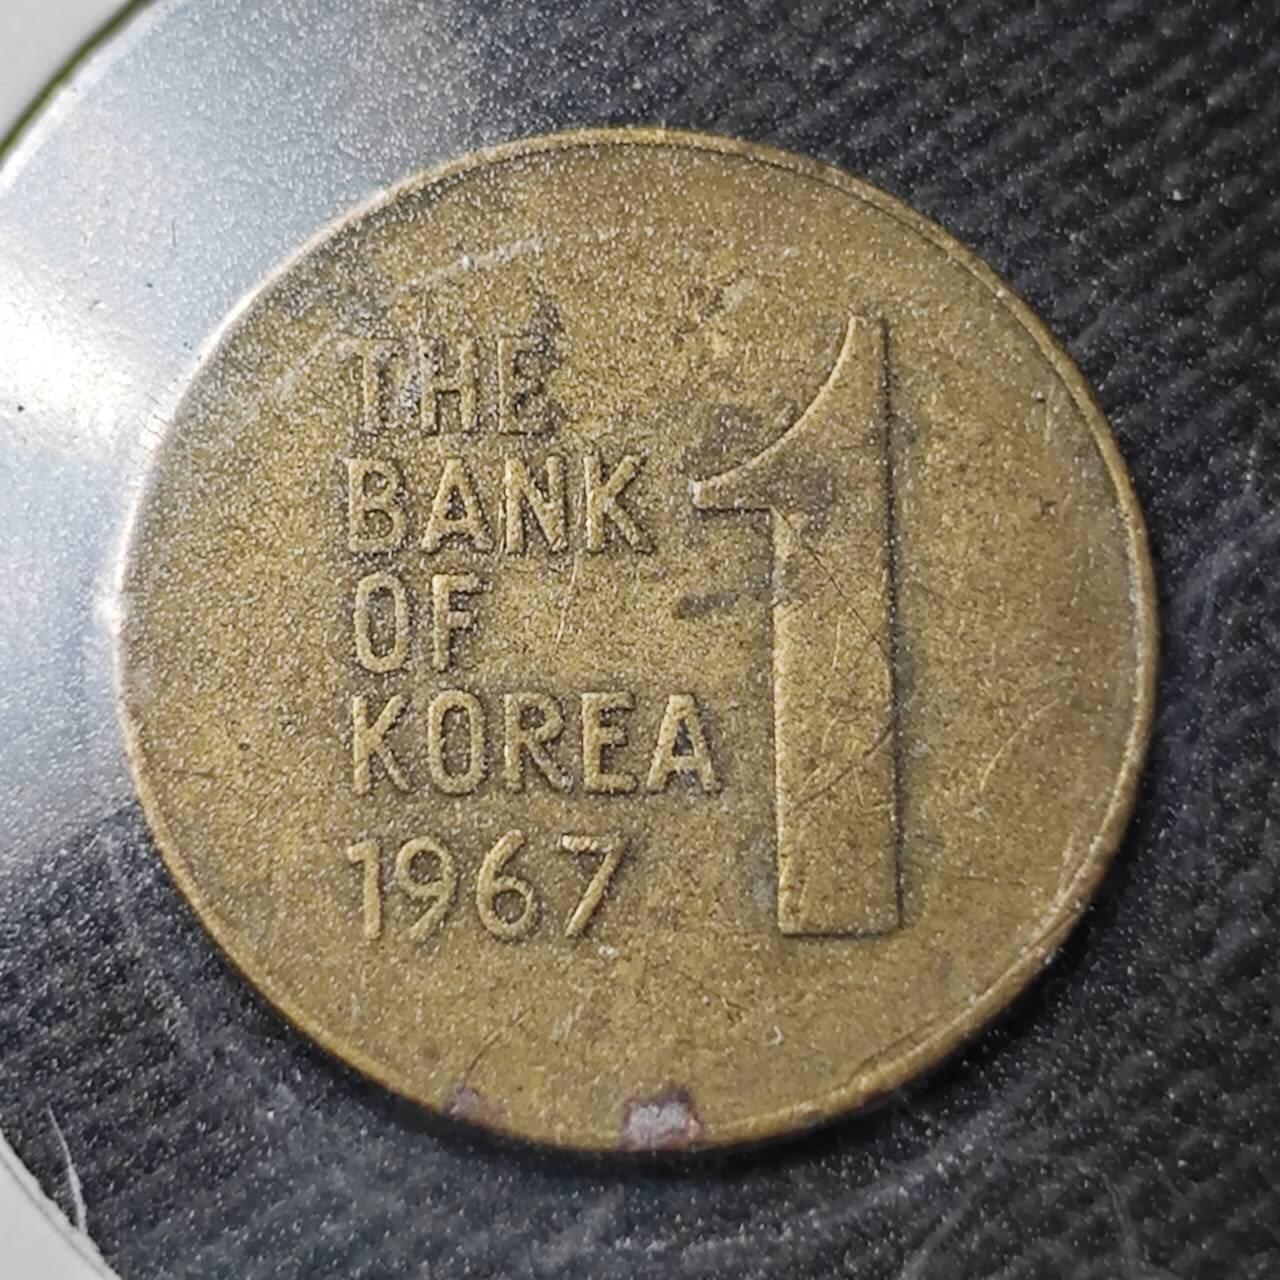 THE
BANK
OF
KOREA
1967
1